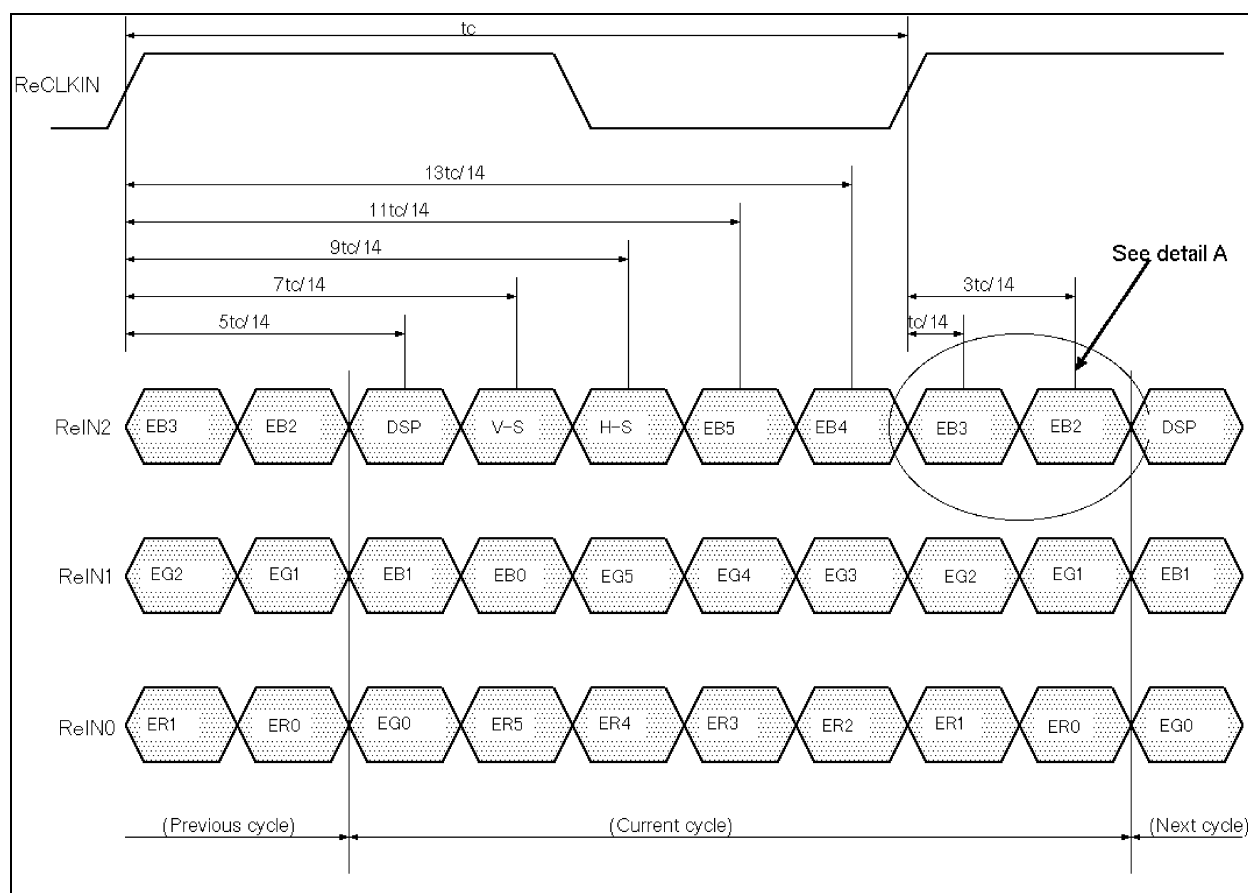 tc
ReCLKIN
13tc/14
11tc/14
9tc/14
See detail A
7tc/14
3tc/14
5tc/14
tc/14
ReIN2 EB3 EB2 DSP V-S H-S EB5 EB4 EB3 EB2 DSP
ReIN1 EG2 EG1 EB1 EB0 EG5 EG4 EG3 EG2 EG1 EB1
ReIN0 ER1 ER0 EG0 ER5 ER4 ER3 ER2 ER1 ER0 EG0
(Previous cycle) (Current cycle) (Next cycle)